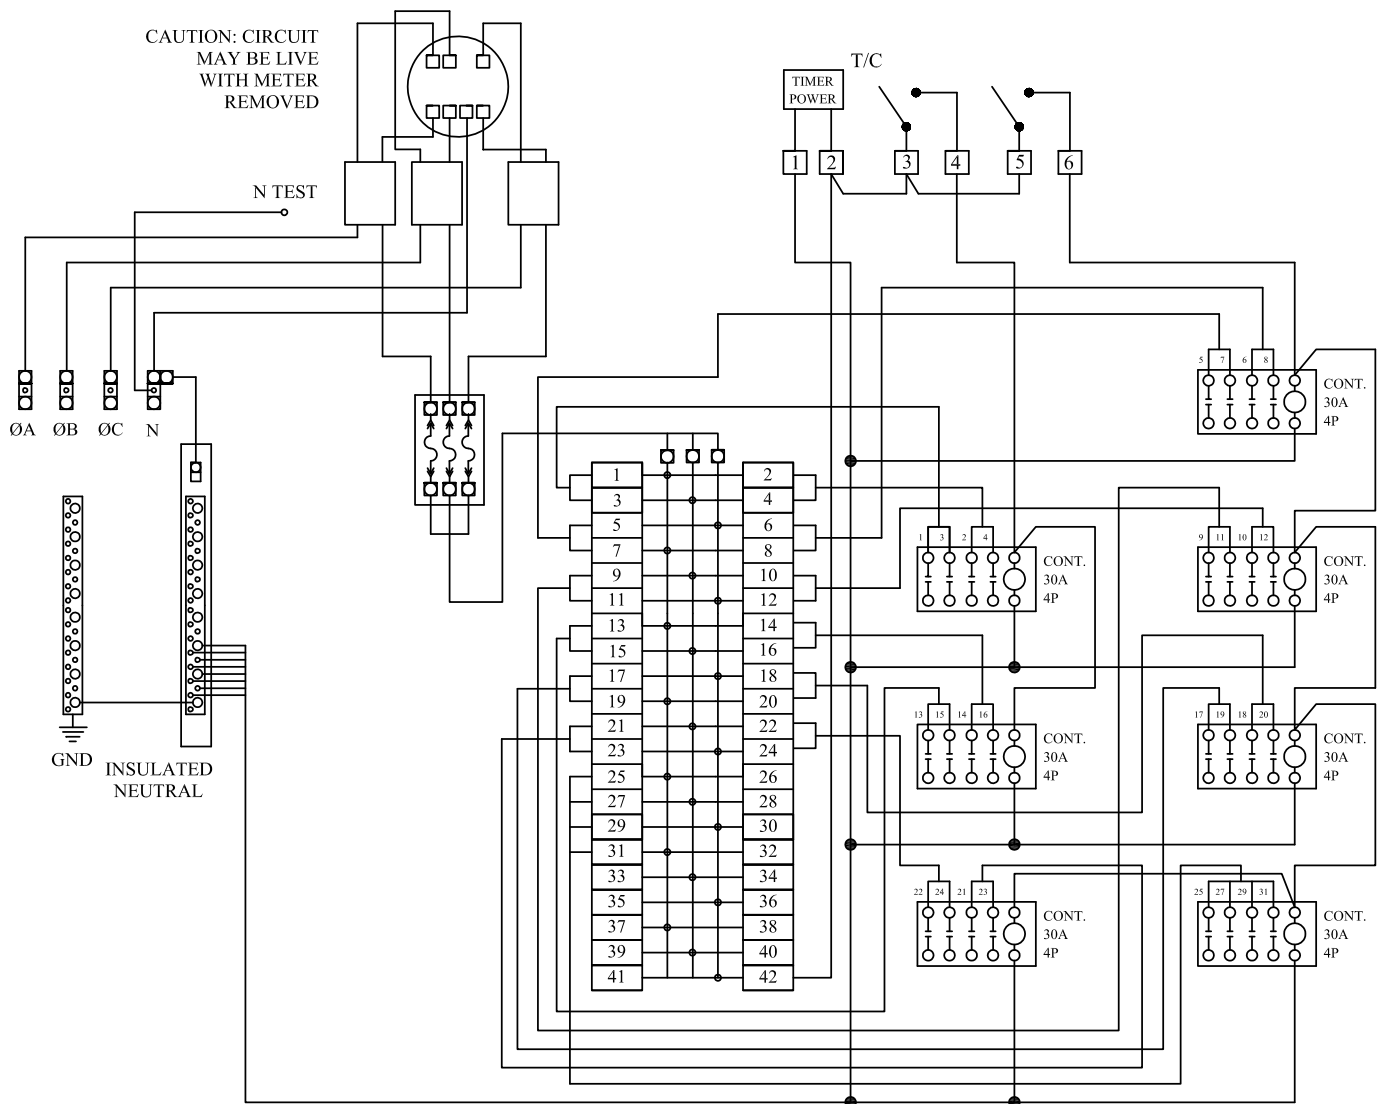 CAUTION: CIRCUIT
MAY BE LIVE
WITH METER
REMOVED
T/C
TIMER
POWER
1 2 3 4 5 6
N TEST
ØA ØB ØC N
GND
INSULATED
NEUTRAL
1 2
3 4
5 6
7 8
9 10
11 12
13 14
15 16
17 18
19 20
21 22
23 24
25 26
27 28
29 30
31 32
33 34
35 36
37 38
39 40
41 42
5 7 6 8
CONT.
30A
4P
1 3 2 4
CONT.
30A
4P
9 11 10 12
CONT.
30A
4P
13 15 14 16
CONT.
30A
4P
17 19 18 20
CONT.
30A
4P
22 24 21 23
CONT.
30A
4P
25 27 29 31
CONT.
30A
4P